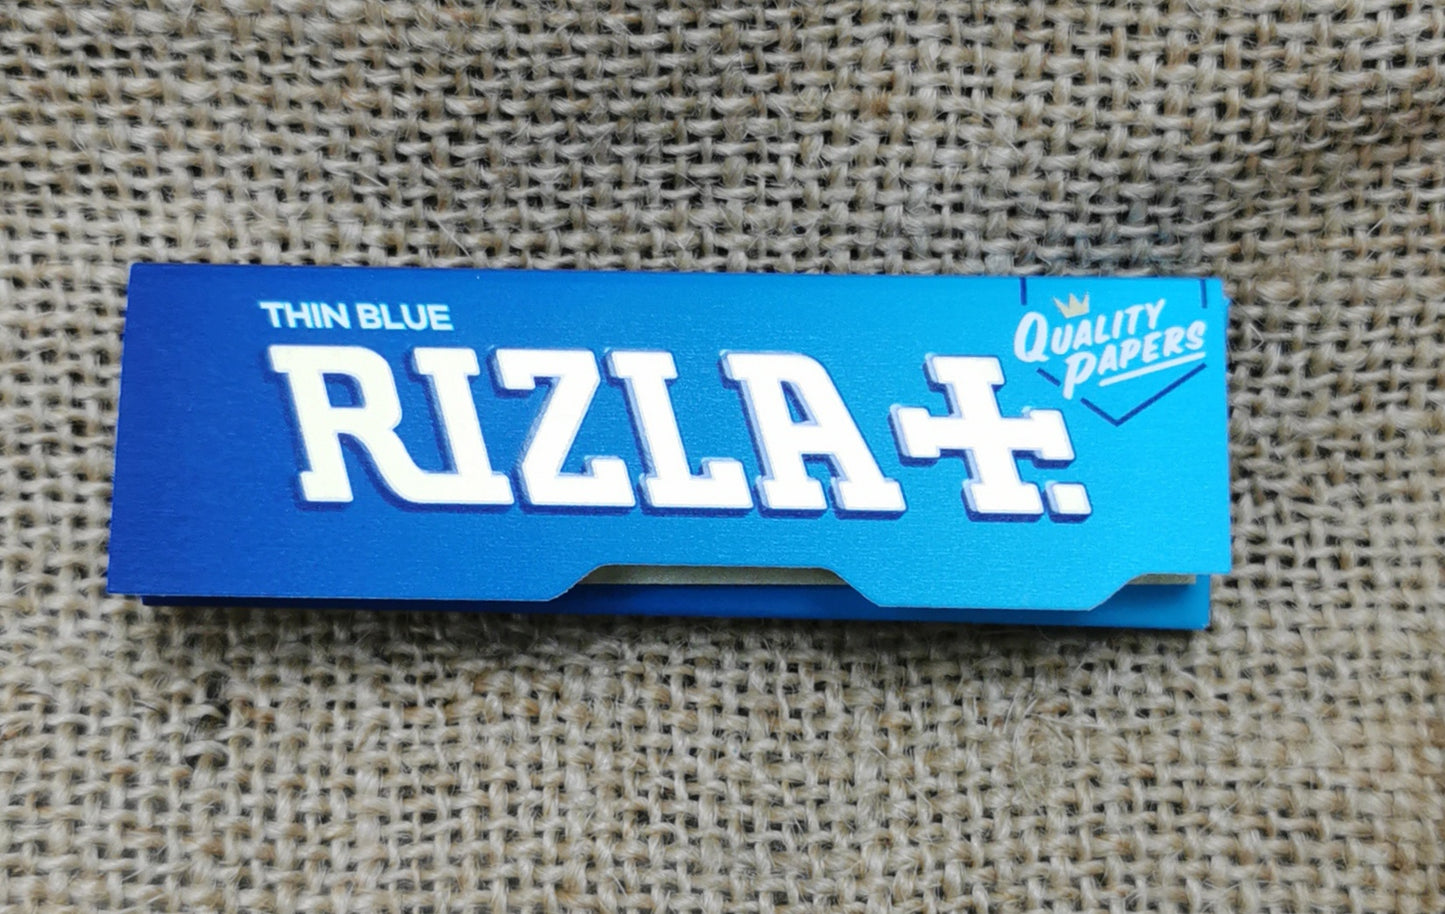 THIN BLUE
RIZLA+.
QUALITY
PAPERS